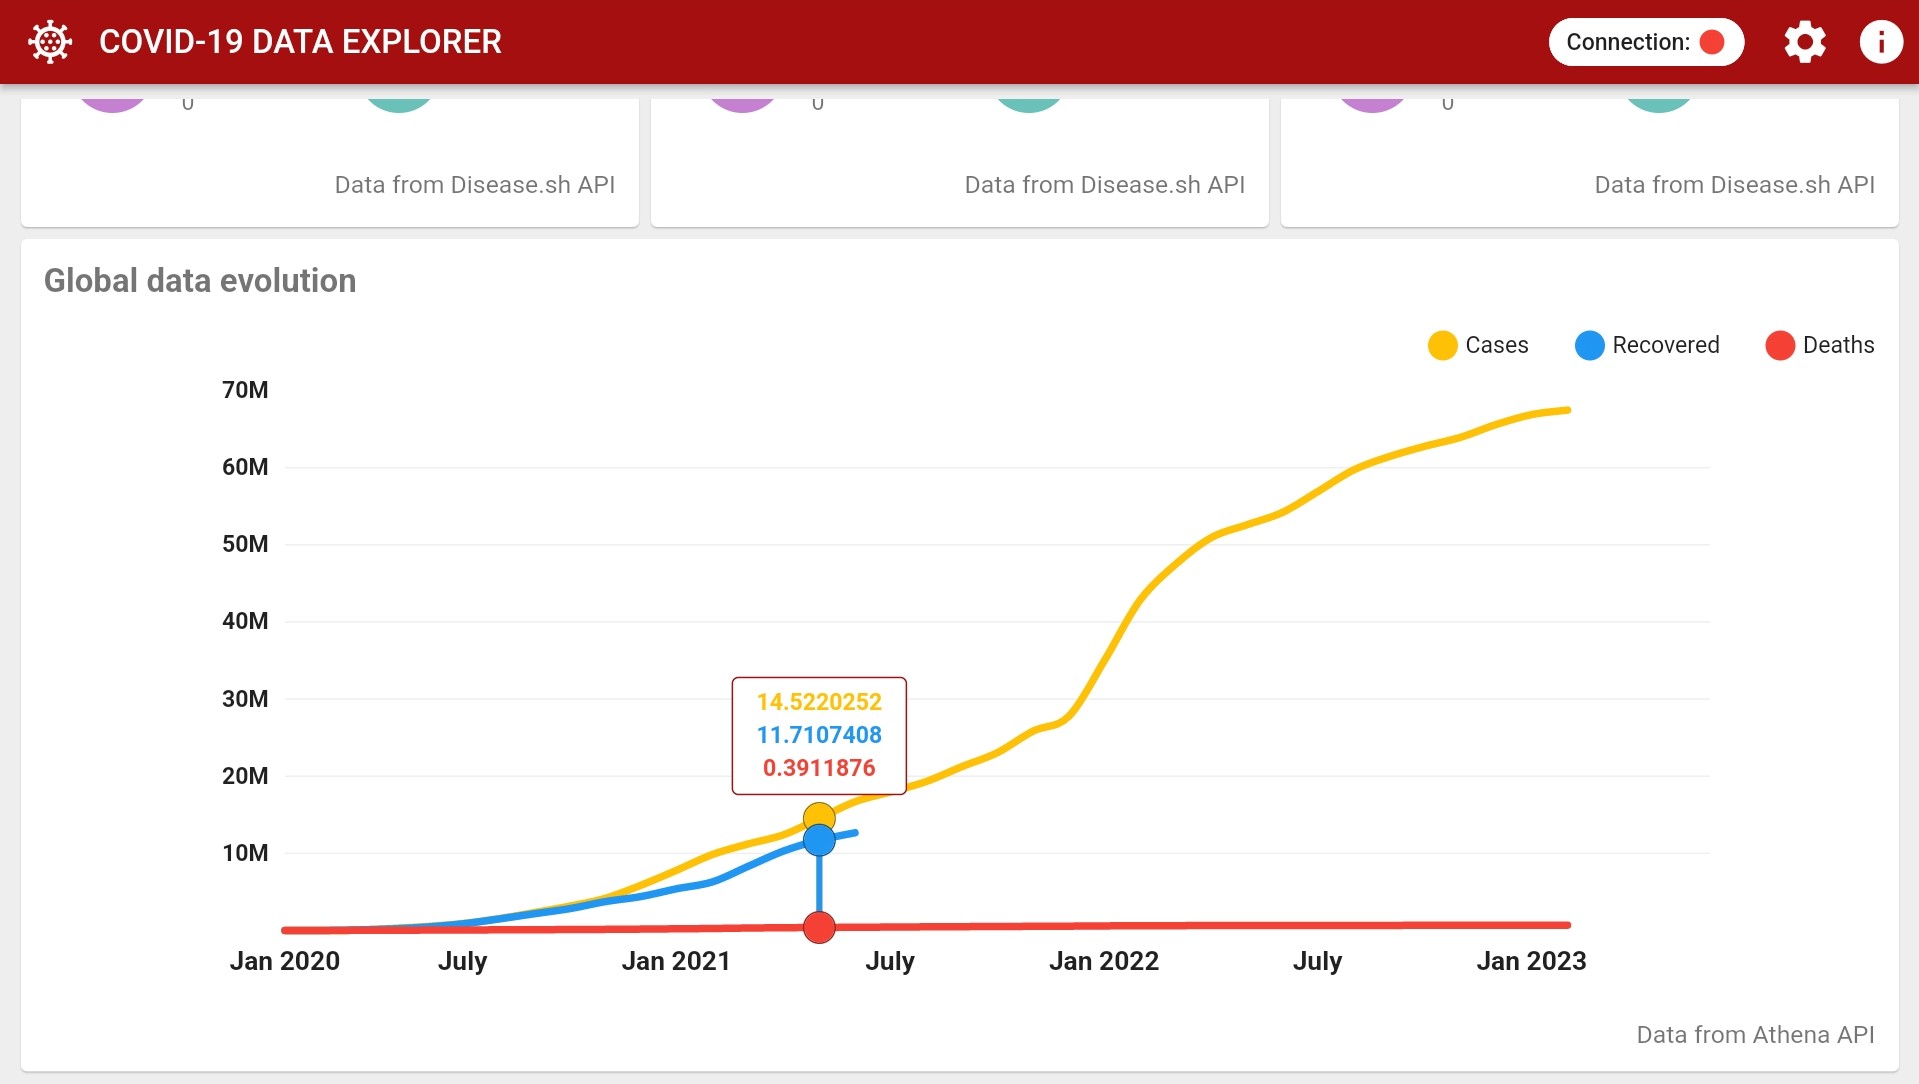 COVID-19 DATA EXPLORER
Connection:
Data from Disease.sh API
Data from Disease.sh API
Data from Disease.sh API
Global data evolution
Cases
Recovered
Deaths
70M
60M
50M
40M
30M
20M
10M
14.5220252
11.7107408
0.3911876
Jan 2020
July
Jan 2021
July
Jan 2022
July
Jan 2023
Data from Athena API